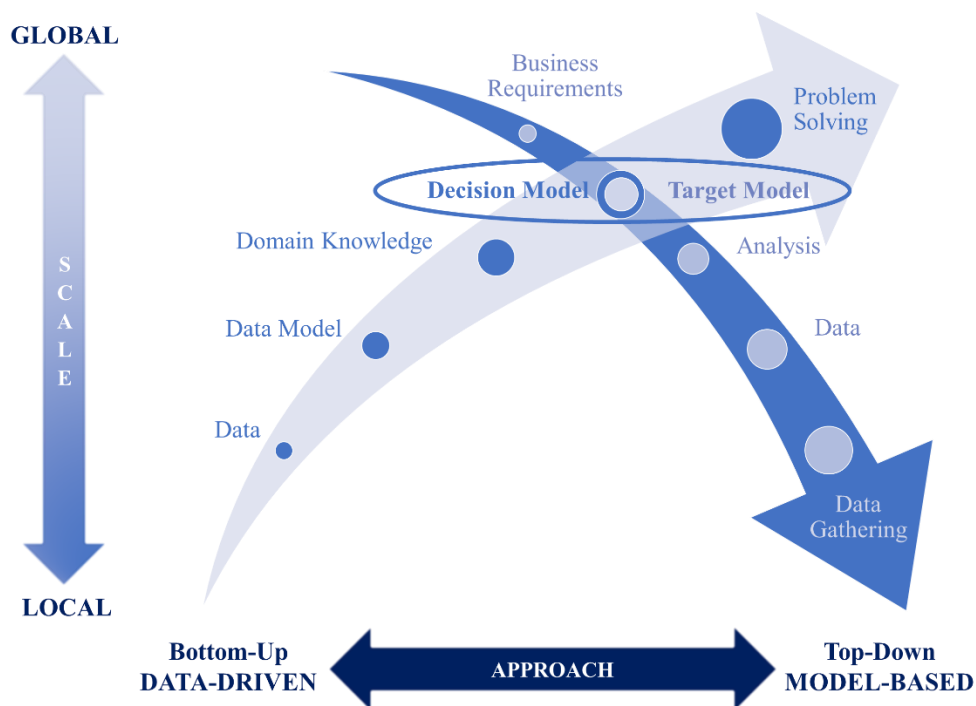 GLOBAL
Business
Requirements
Problem
Solving
Decision Model
Target Model
Domain Knowledge
Analysis
SCALE
Data Model
Data
Data
Data
Gathering
LOCAL
Bottom-Up
DATA-DRIVEN
APPROACH
Top-Down
MODEL-BASED